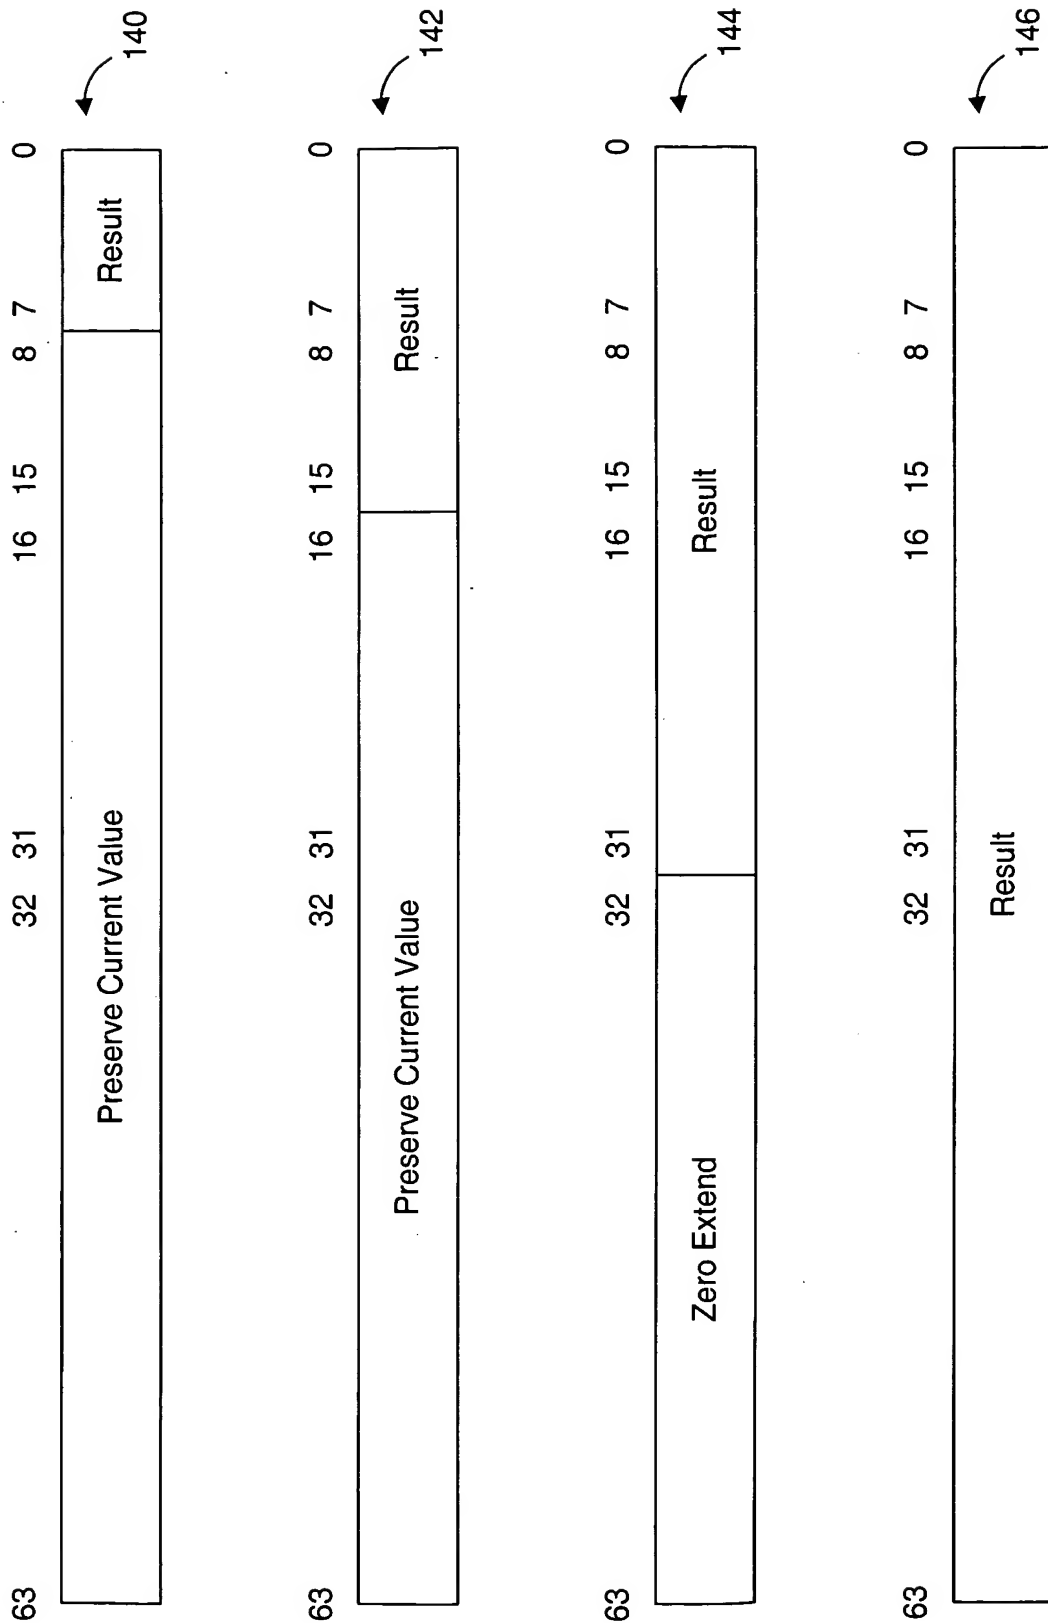 63 32 31 16 15 8 7 0
Preserve Current Value Result
140
63 32 31 16 15 8 7 0
Preserve Current Value Result
142
63 32 31 16 15 8 7 0
Zero Extend Result
144
63 32 31 16 15 8 7 0
Result
146